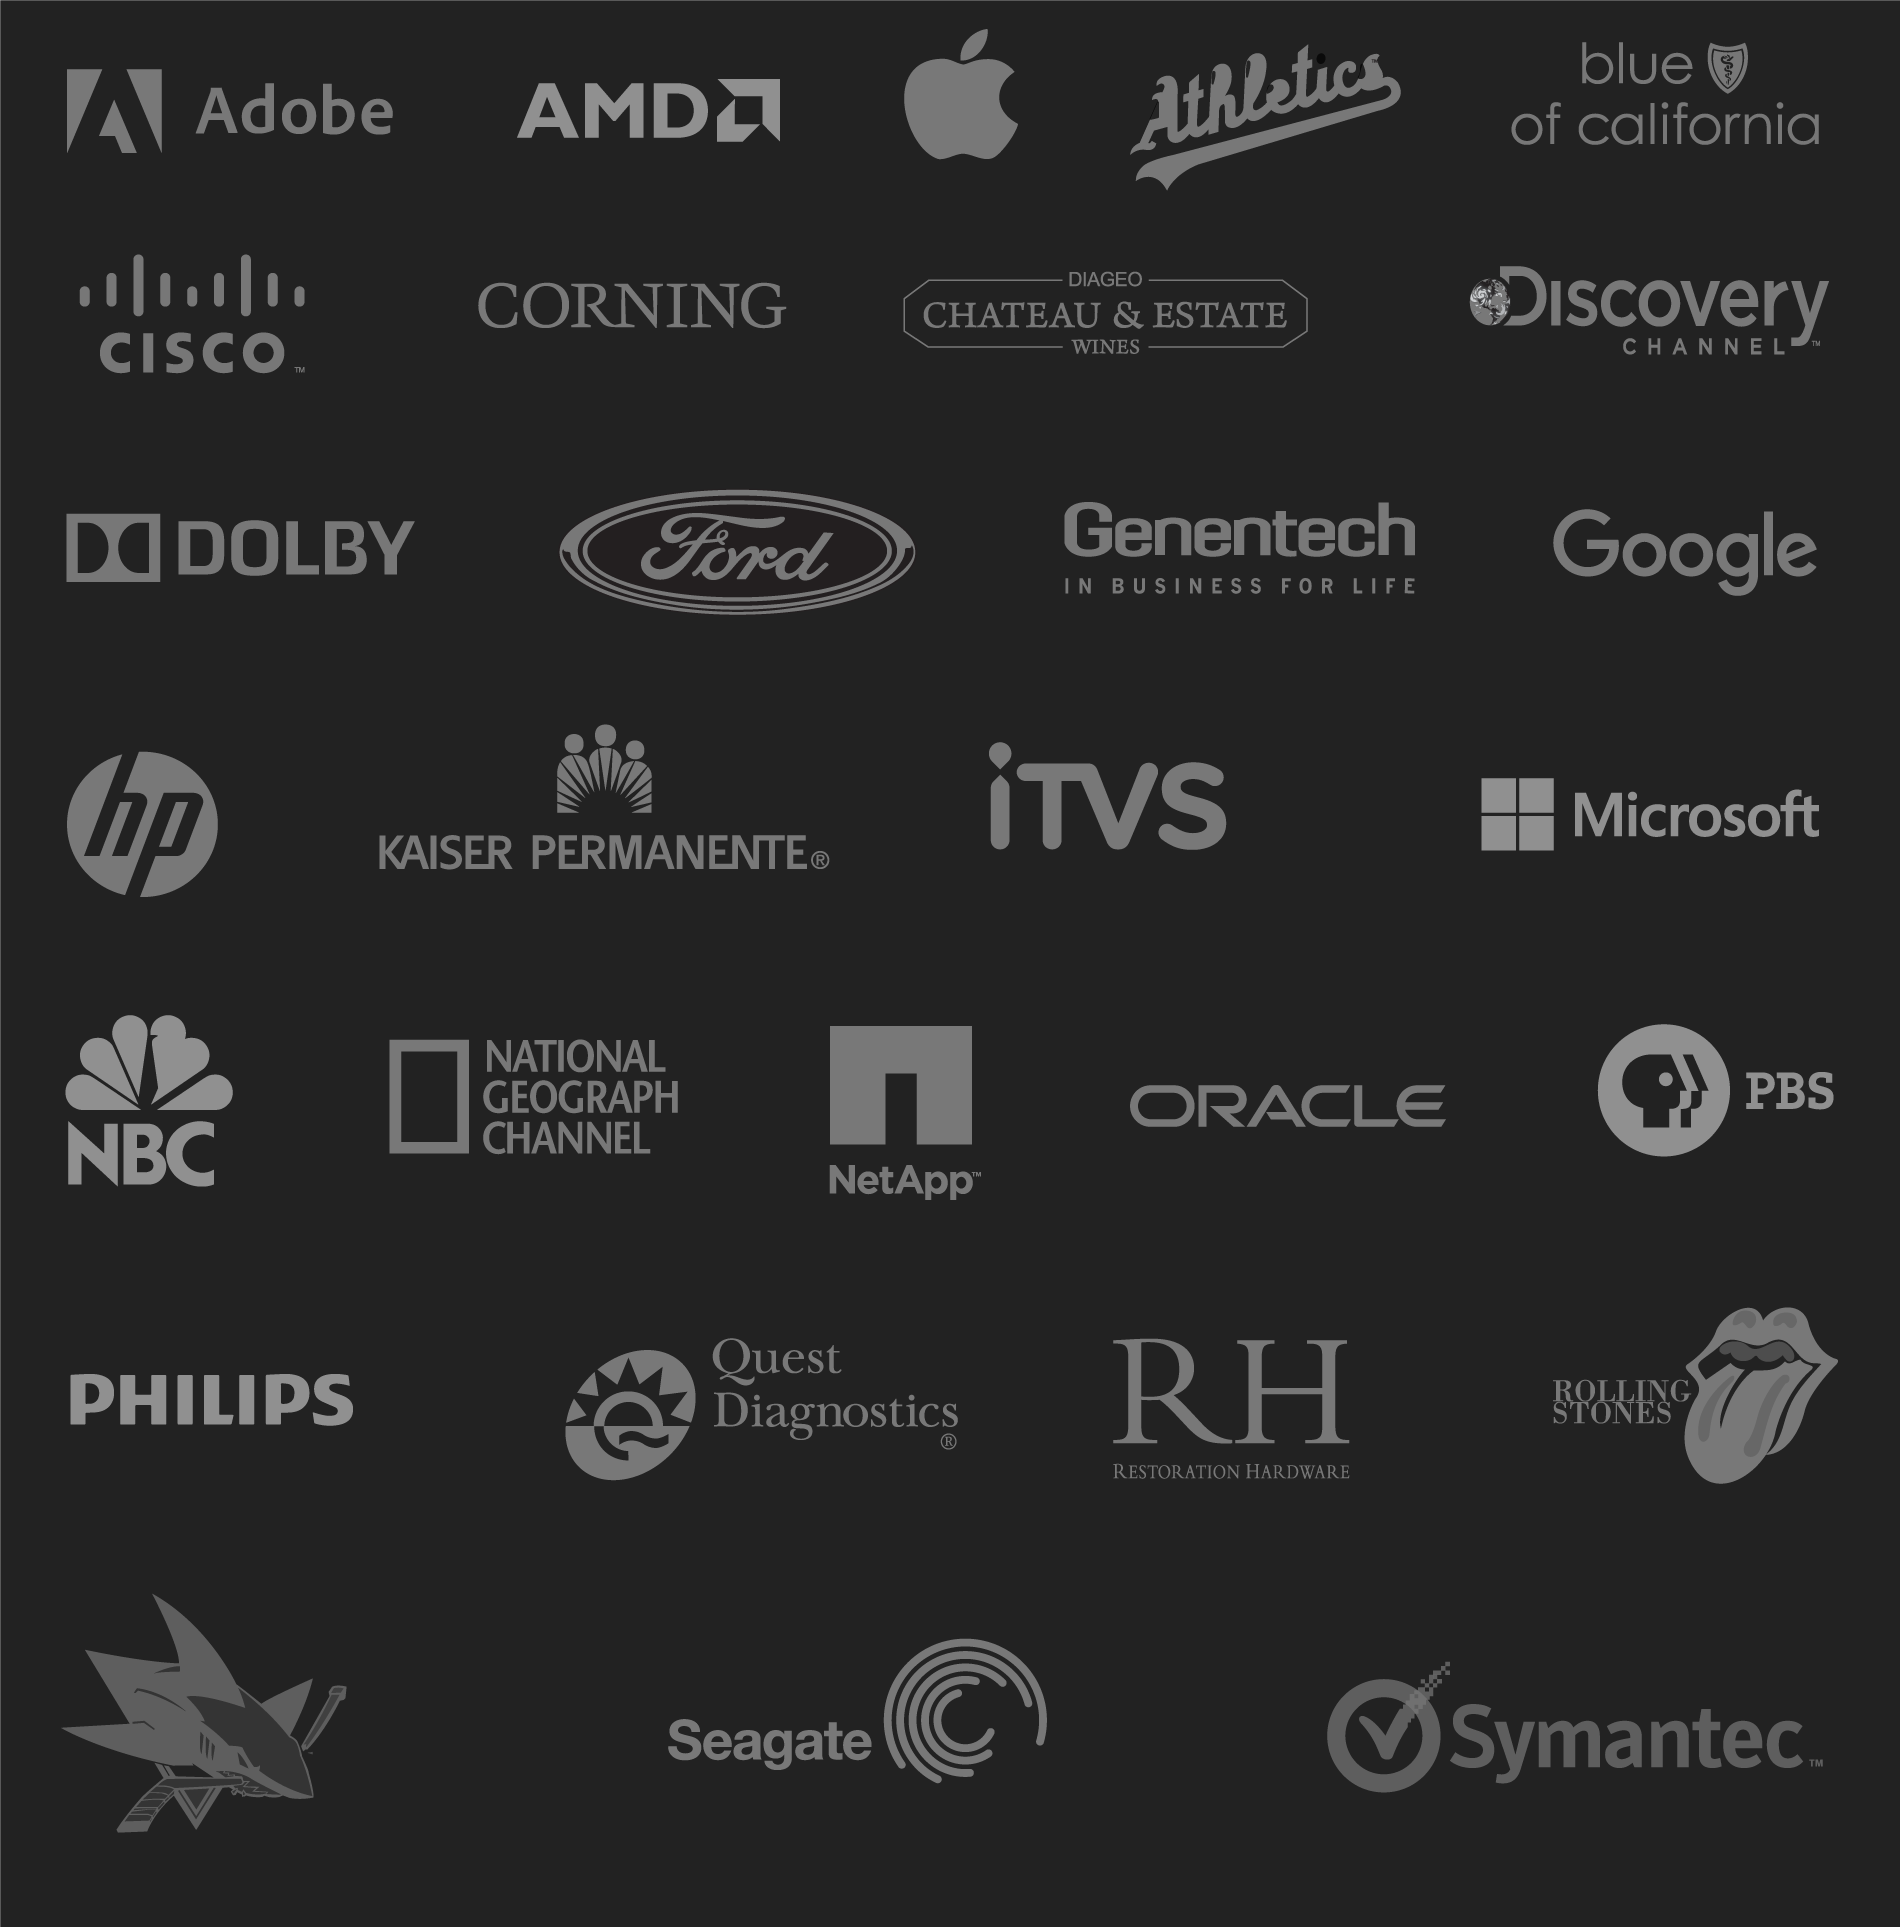 Adobe
AMD
Athletics
blue
of california
CISCO ™
CORNING
DIAGEO
CHATEAU & ESTATE
WINES
DISCOVERY
CHANNEL ™
DOLBY
Ford
Genentech
IN BUSINESS FOR LIFE
Google
hp
KAISER PERMANENTE®
iTVS
Microsoft
NBC
NATIONAL
GEOGRAPH
CHANNEL
NetApp™
ORACLE
PBS
PHILIPS
Quest
Diagnostics
®
RH
RESTORATION HARDWARE
ROLLING
STONES
Seagate
Symantec™